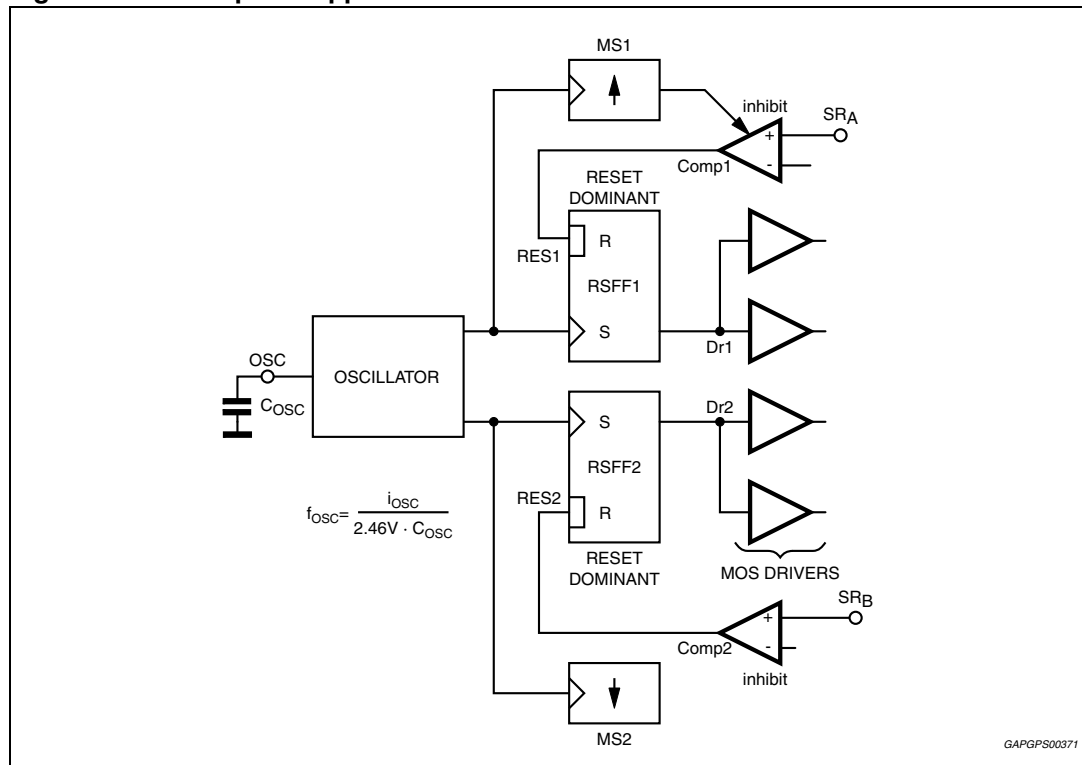 MS1
inhibit
SRA
+
-
Comp1
RESET
DOMINANT
R
RES1
RSFF1
S
Dr1
OSC
OSCILLATOR
COSC
Dr2
S
RSFF2
RES2
R
fOSC= iOSC
2.46V · COSC
RESET
DOMINANT
MOS DRIVERS
SRB
+
-
Comp2
inhibit
MS2
GAPGPS00371